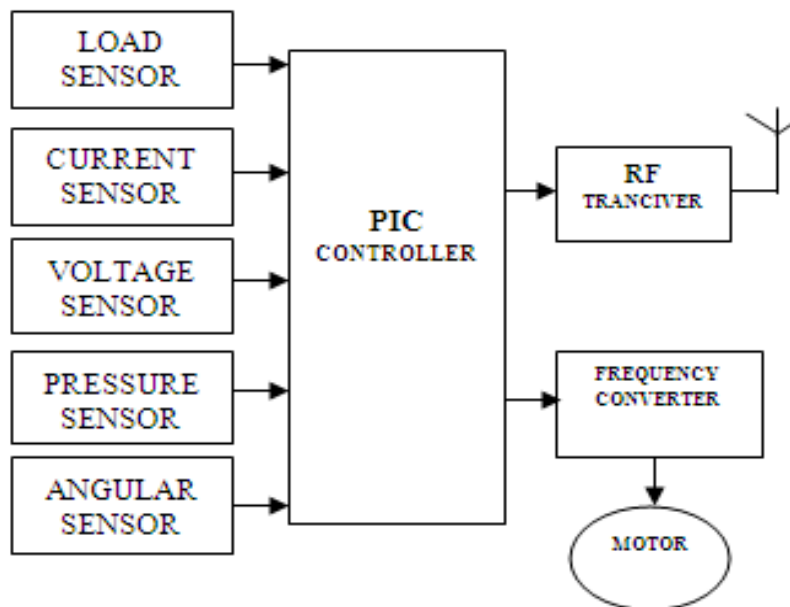 LOAD
SENSOR
CURRENT
SENSOR
VOLTAGE
SENSOR
PRESSURE
SENSOR
ANGULAR
SENSOR
PIC
CONTROLLER
RF
TRANCIVER
FREQUENCY
CONVERTER
MOTOR